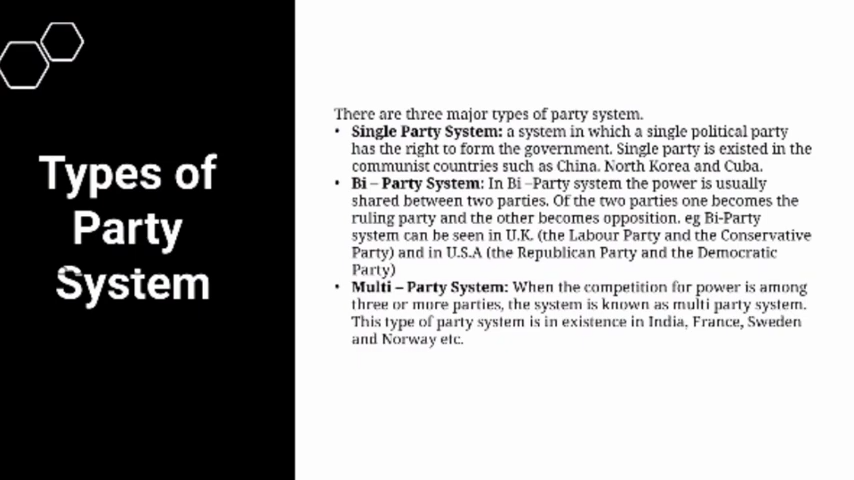 Types of
Party
System
There are three major types of party system.
• Single Party System: a system in which a single political party
has the right to form the government. Single party is existed in the
communist countries such as China. North Korea and Cuba.
• Bi – Party System: In Bi –Party system the power is usually
shared between two parties. Of the two parties one becomes the
ruling party and the other becomes opposition. eg Bi-Party
system can be seen in U.K. (the Labour Party and the Conservative
Party) and in U.S.A (the Republican Party and the Democratic
Party)
• Multi – Party System: When the competition for power is among
three or more parties, the system is known as multi party system.
This type of party system is in existence in India, France, Sweden
and Norway etc.